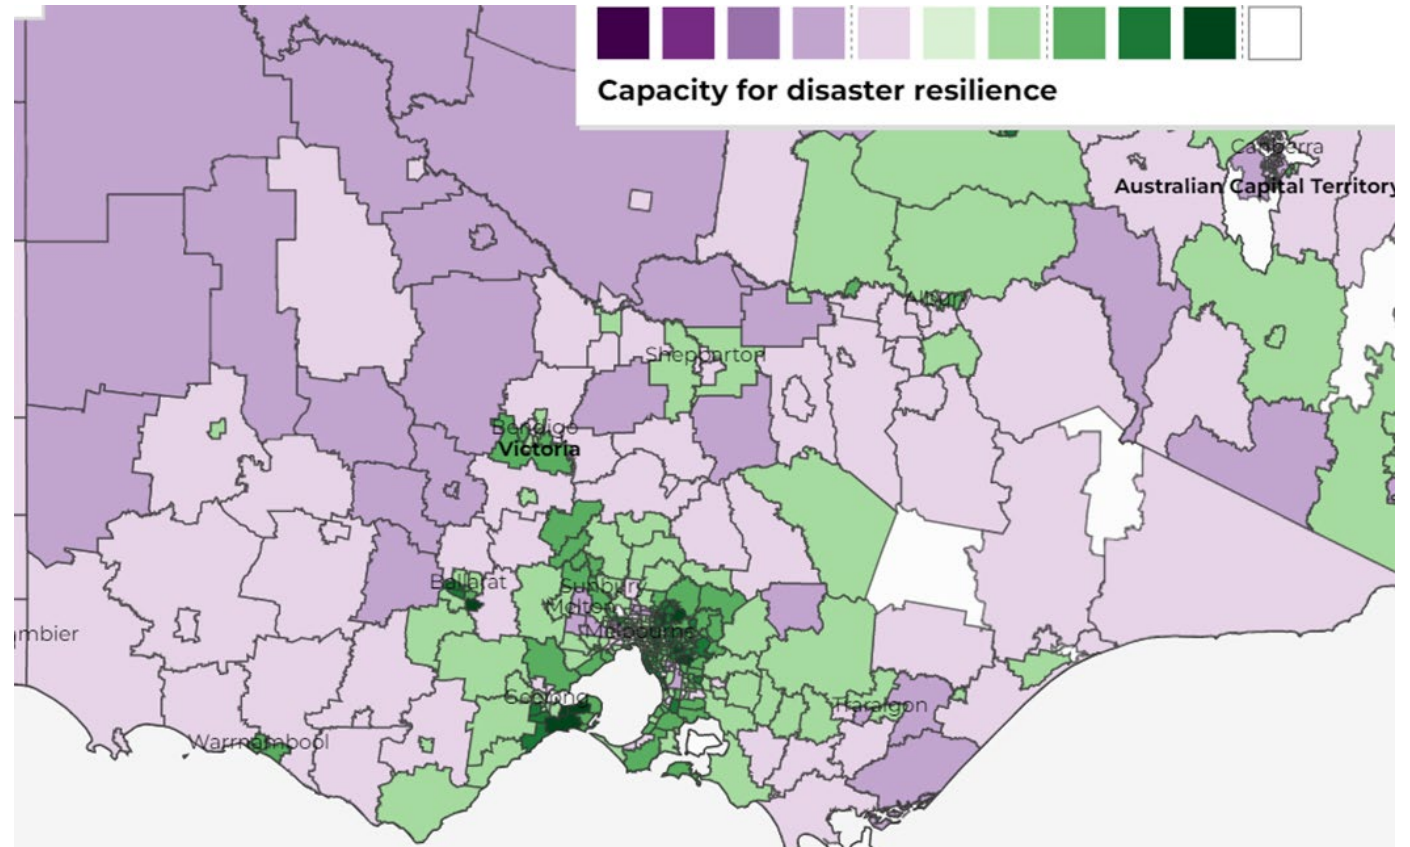 Capacity for disaster resilience
Canberra
Australian Capital Territory
Albury
Shepparton
Bendigo
Victoria
Ballarat
Sunbury
Melton
Melbourne
mbier
Geelong
Traralgon
Warrnambool